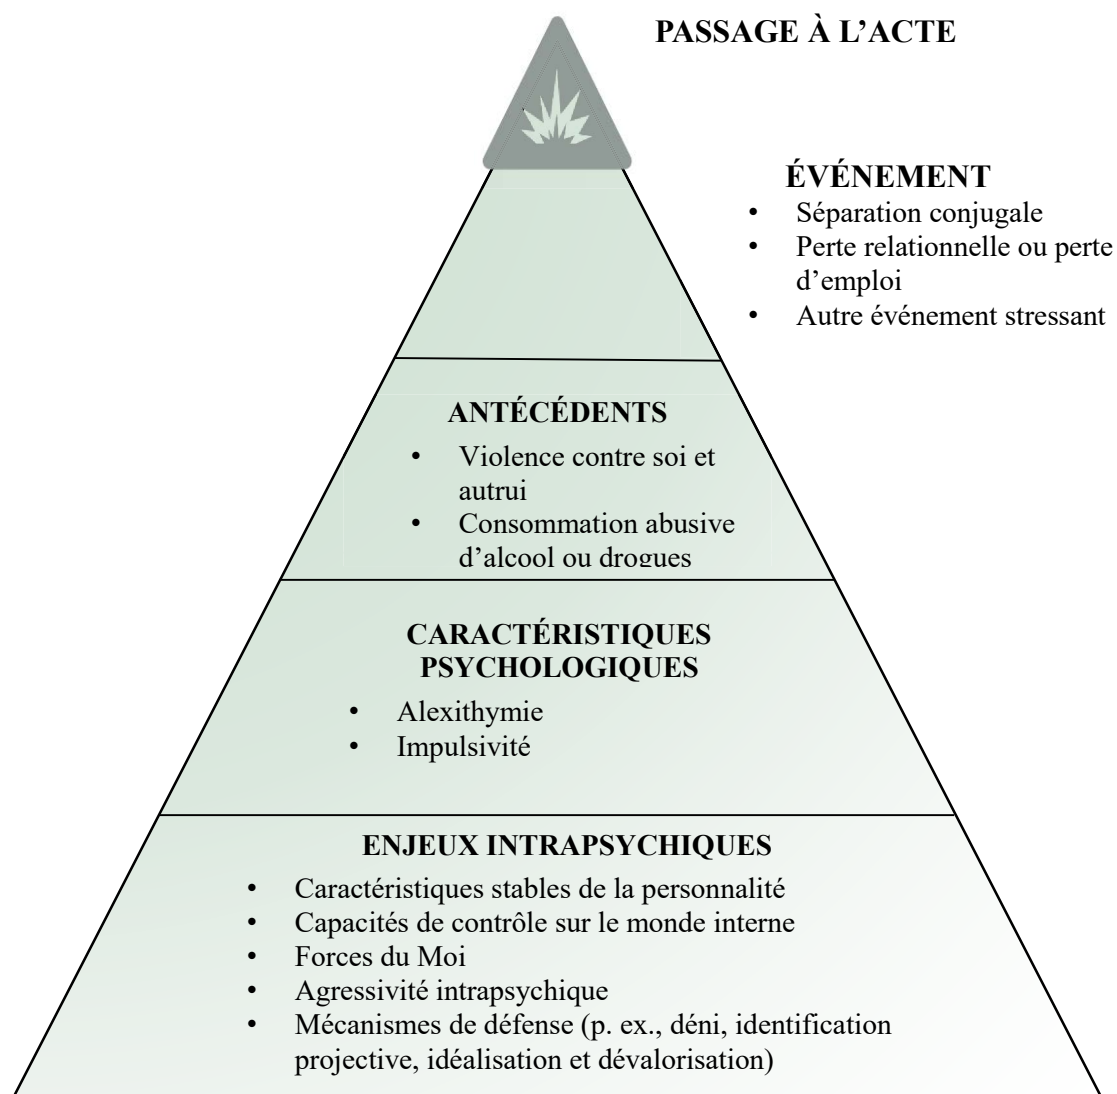 PASSAGE À L’ACTE
ÉVÉNEMENT
• Séparation conjugale
• Perte relationnelle ou perte
d’emploi
• Autre événement stressant
ANTÉCÉDENTS
• Violence contre soi et
autrui
• Consommation abusive
d’alcool ou drogues
CARACTÉRISTIQUES
PSYCHOLOGIQUES
• Alexithymie
• Impulsivité
ENJEUX INTRAPSYCHIQUES
• Caractéristiques stables de la personnalité
• Capacités de contrôle sur le monde interne
• Forces du Moi
• Agressivité intrapsychique
• Mécanismes de défense (p. ex., déni, identification
projective, idéalisation et dévalorisation)